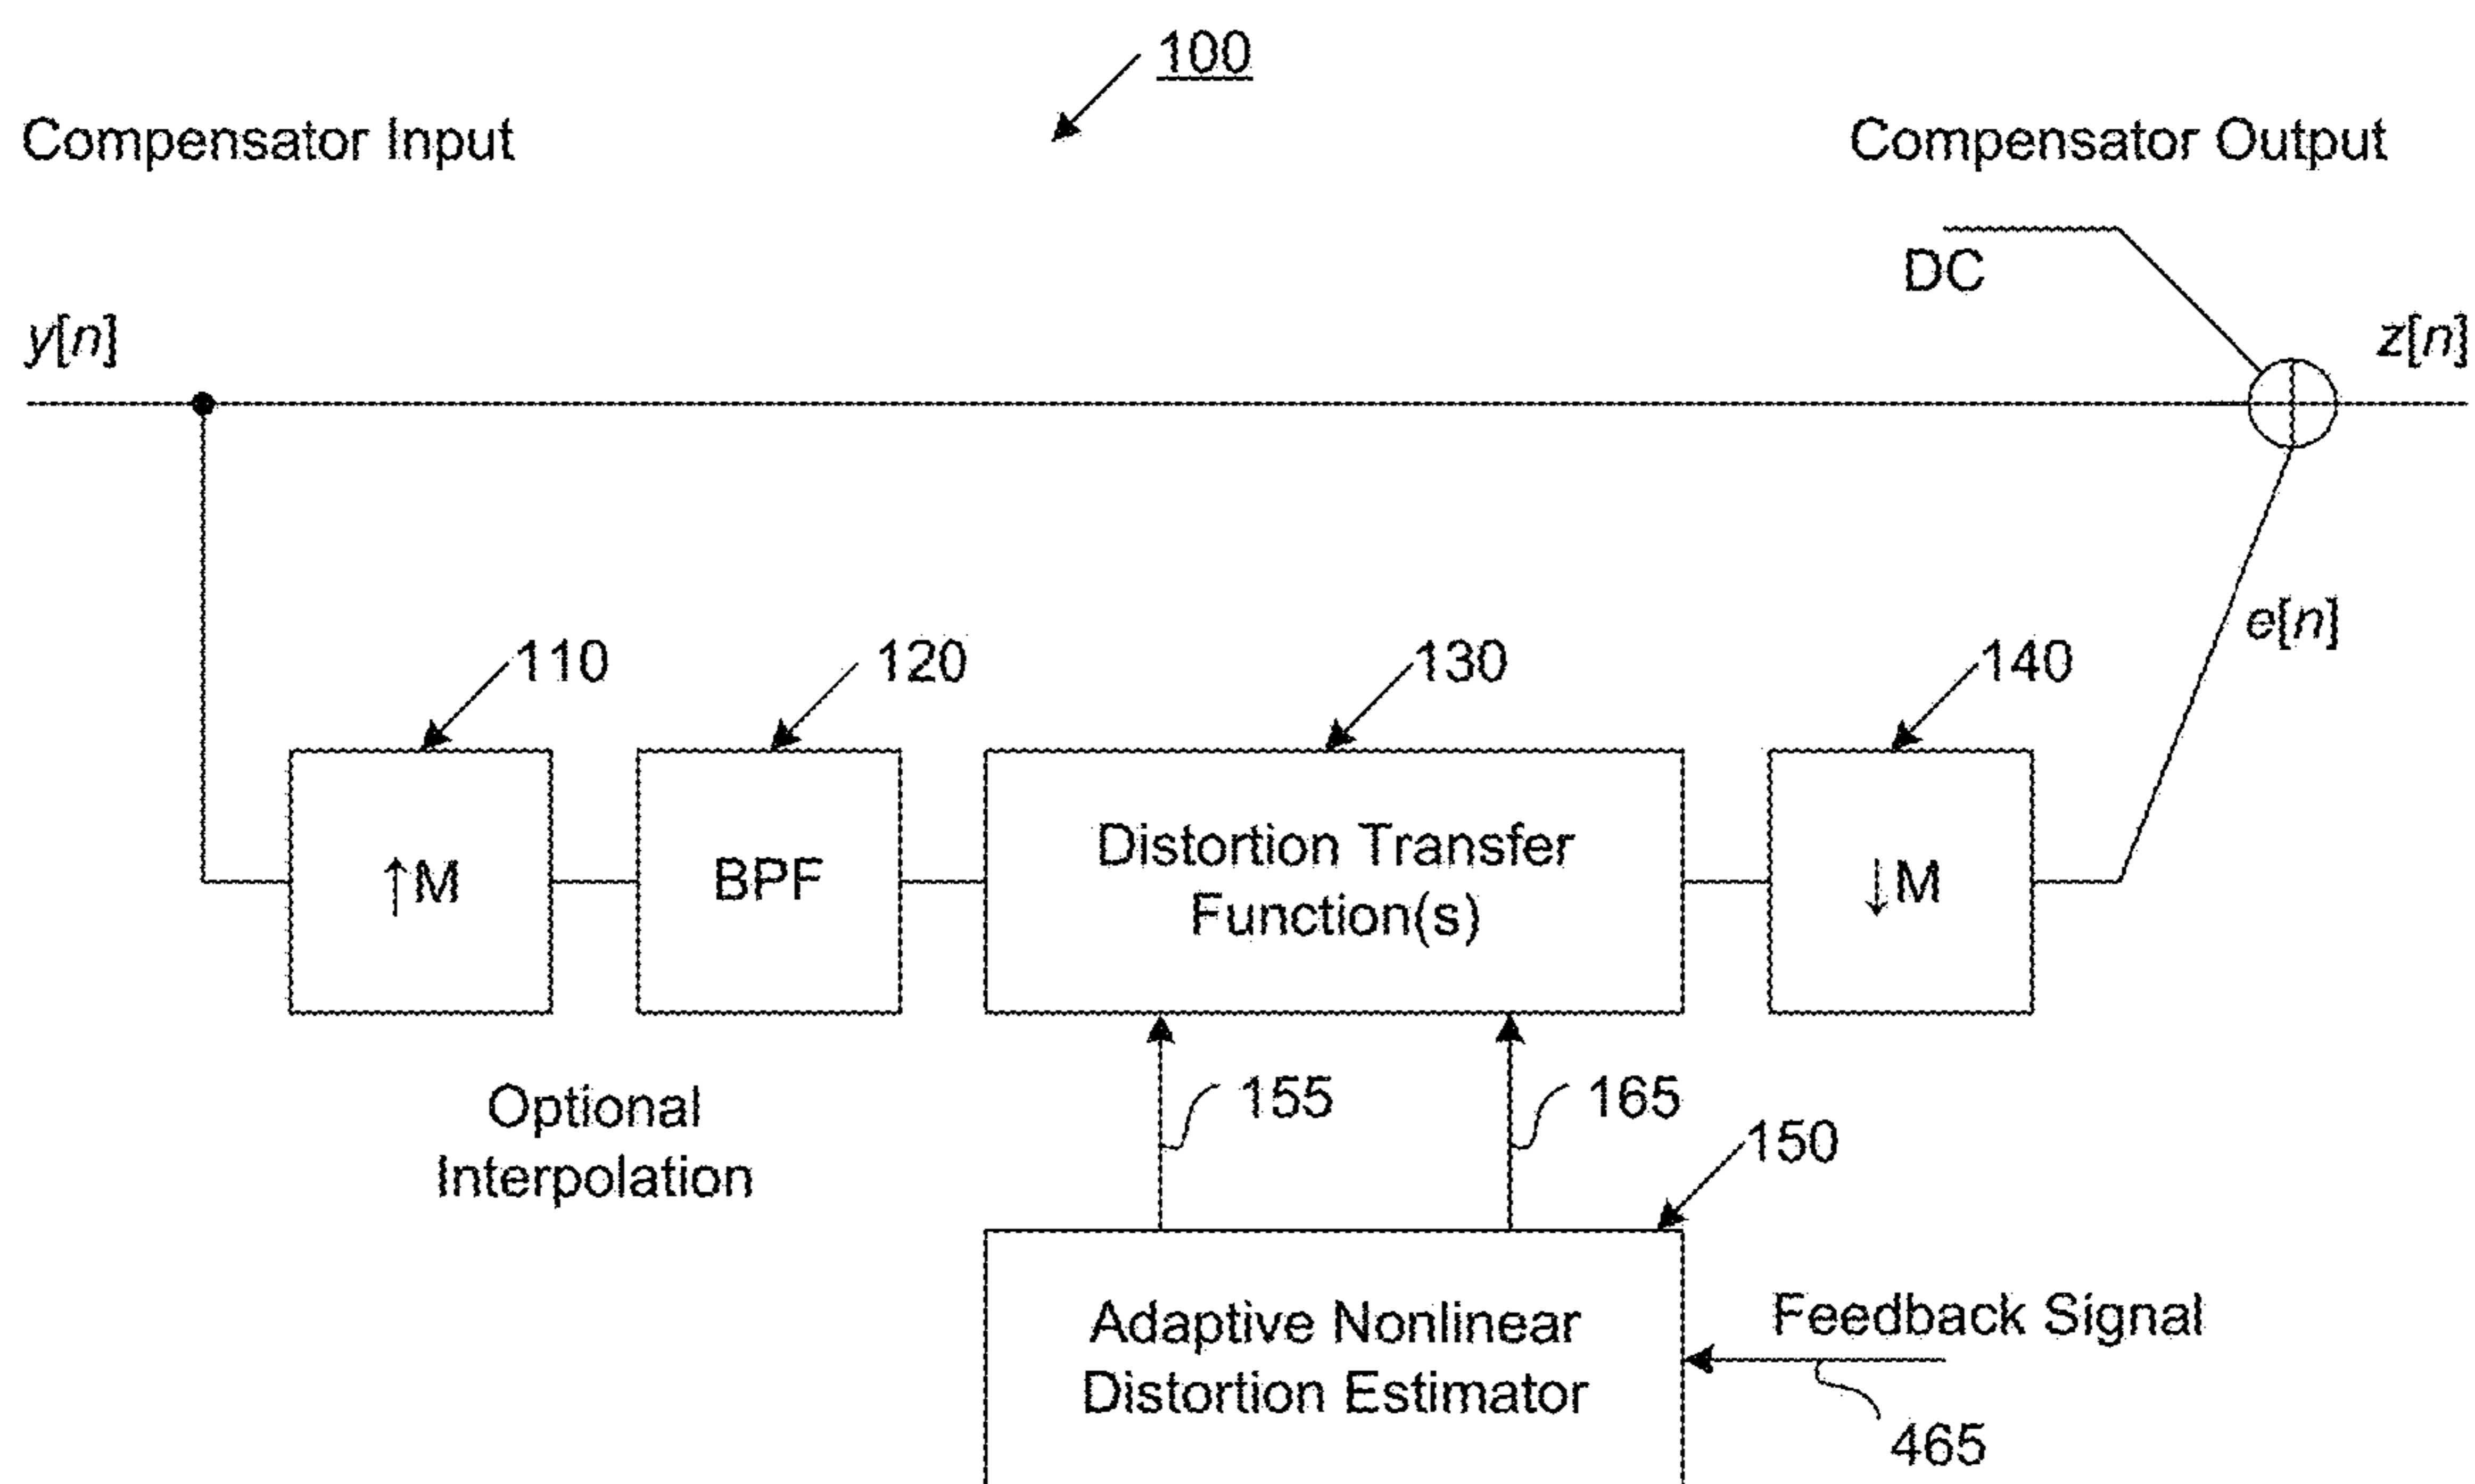 100
Compensator Input
Compensator Output
DC
y[n]
z[n]
e[n]
110
120
130
140
↑M
BPF
Distortion Transfer
Function(s)
↓M
Optional
Interpolation
155
165
150
Adaptive Nonlinear
Distortion Estimator
Feedback Signal
465